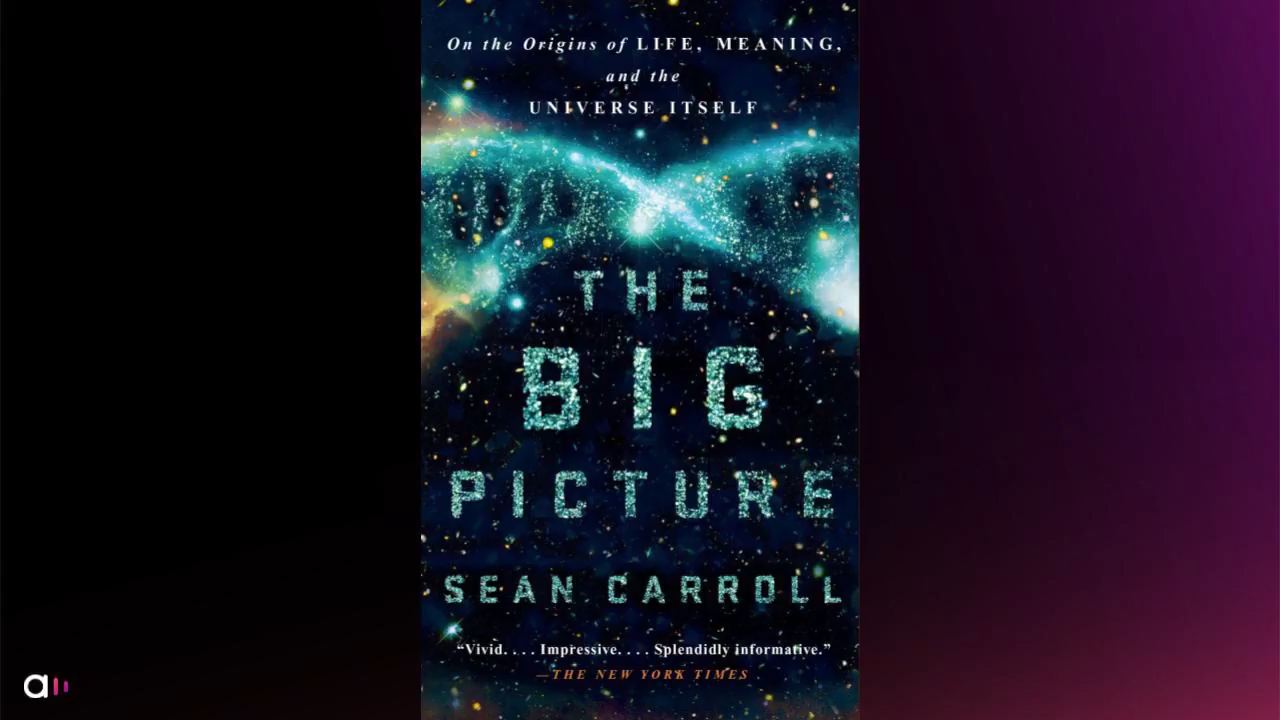 On the Origins of LIFE, MEANING,
and the
UNIVERSE ITSELF
THE
BIG
PICTURE
SEAN CARROLL
“Vivid. . . . Impressive. . . . Splendidly informative.”
—THE NEW YORK TIMES
a